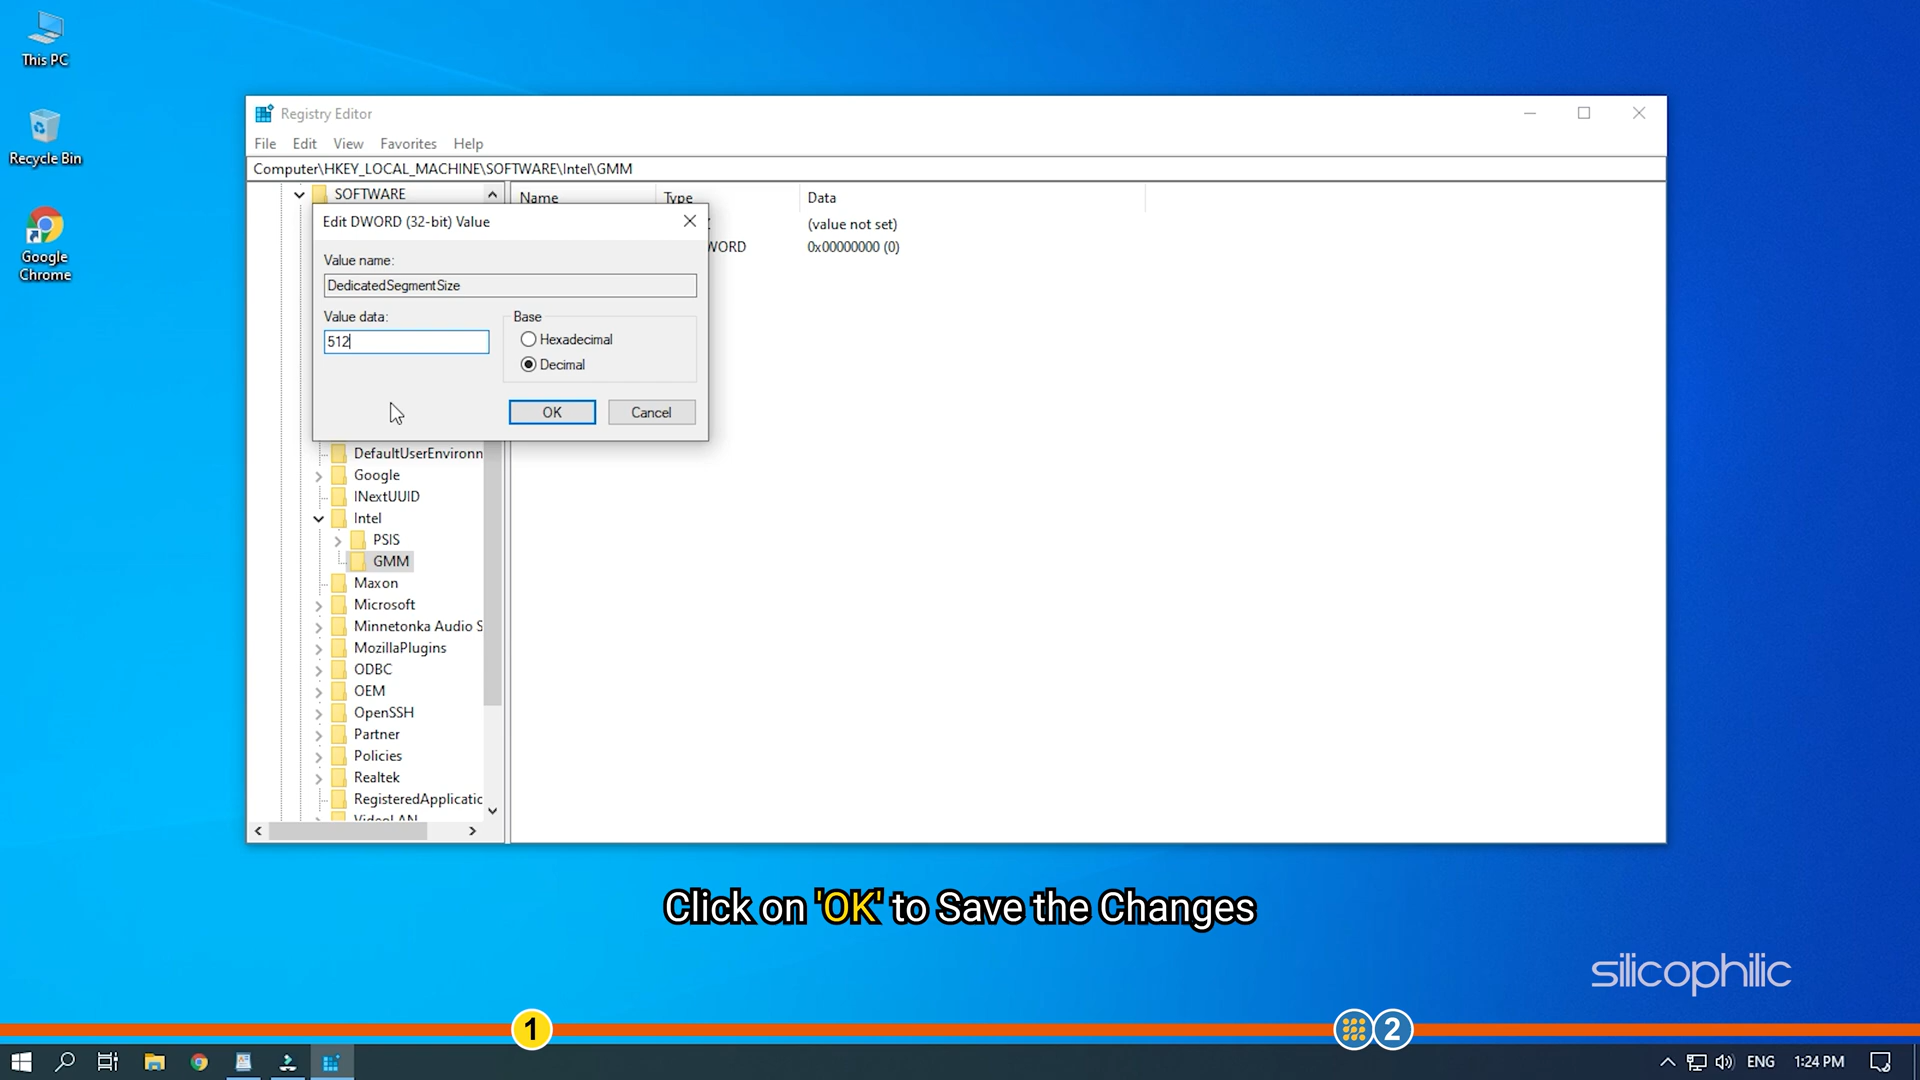 This PC
Recycle Bin
Google
Chrome
Registry Editor
File Edit View Favorites Help
Computer\HKEY_LOCAL_MACHINE\SOFTWARE\Intel\GMM
SOFTWARE
Name Type Data
(value not set)
WORD 0x00000000 (0)
Edit DWORD (32-bit) Value
Value name:
DedicatedSegmentSize
Value data:
512
Base
Hexadecimal
Decimal
OK Cancel
DefaultUserEnvironn
Google
INextUUID
Intel
PSIS
GMM
Maxon
Microsoft
Minnetonka Audio S
MozillaPlugins
ODBC
OEM
OpenSSH
Partner
Policies
Realtek
RegisteredApplicatic
VideoLAN
Click on 'OK' to Save the Changes
silicophilic
1 2
ENG 1:24 PM